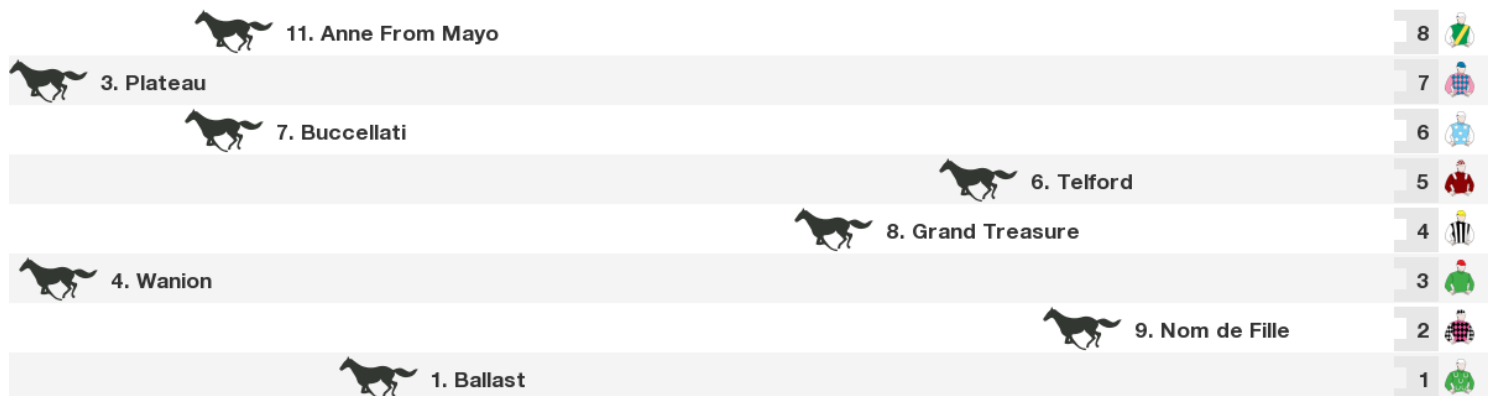 11. Anne From Mayo 8
3. Plateau 7
7. Buccellati 6
6. Telford 5
8. Grand Treasure 4
4. Wanion 3
9. Nom de Fille 2
1. Ballast 1